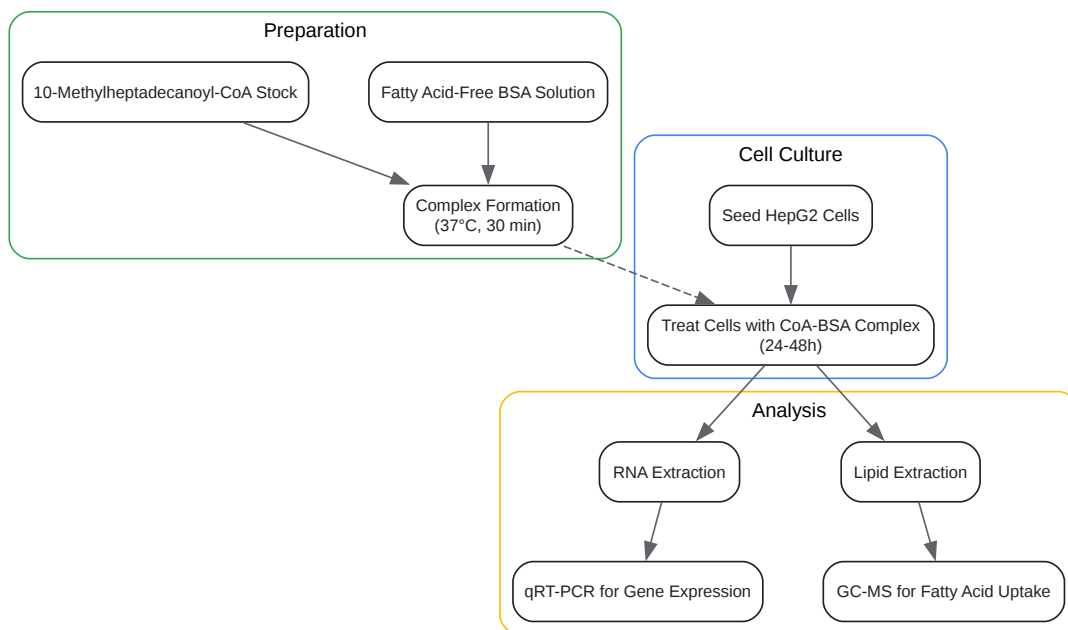 Preparation
10-Methylheptadecanoyl-CoA Stock
Fatty Acid-Free BSA Solution
Complex Formation
(37°C, 30 min)
Cell Culture
Seed HepG2 Cells
Treat Cells with CoA-BSA Complex
(24-48h)
Analysis
RNA Extraction
Lipid Extraction
qRT-PCR for Gene Expression
GC-MS for Fatty Acid Uptake